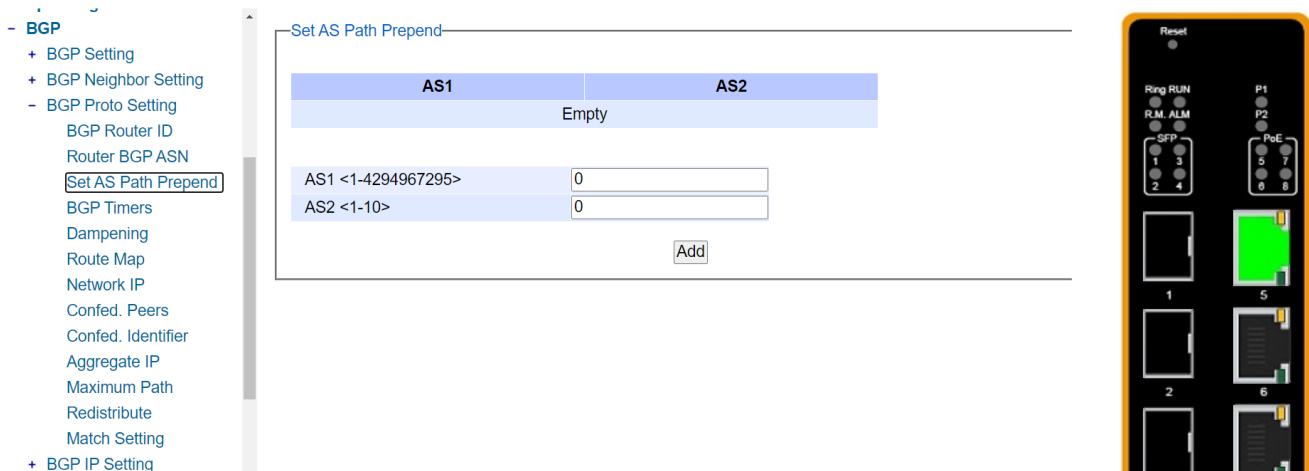 - BGP
+ BGP Setting
+ BGP Neighbor Setting
- BGP Proto Setting
BGP Router ID
Router BGP ASN
Set AS Path Prepend
BGP Timers
Dampening
Route Map
Network IP
Confed. Peers
Confed. Identifier
Aggregate IP
Maximum Path
Redistribute
Match Setting
+ BGP IP Setting
Set AS Path Prepend
AS1 AS2
Empty
AS1 <1-4294967295> 0
AS2 <1-10> 0
Add
Reset
Ring RUN P1
R.M. ALM P2
SFP PoE
1 3 5 7
2 4 6 8
1 5
2 6